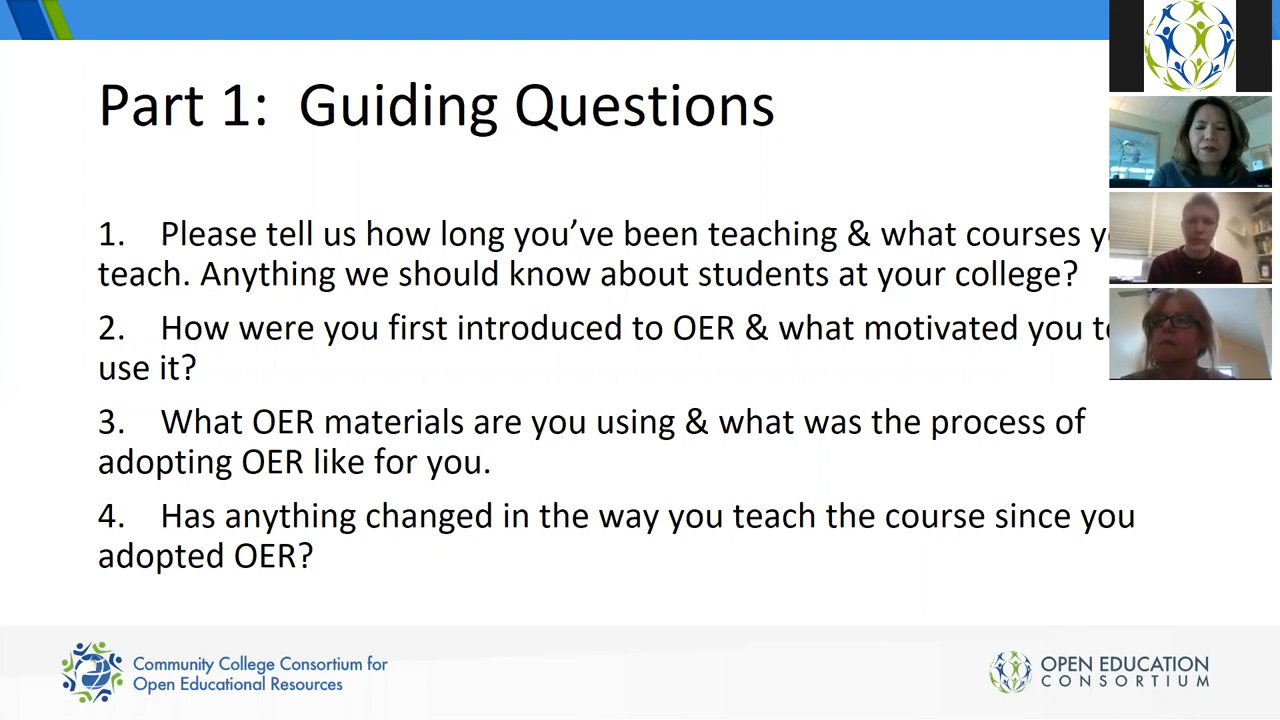 Part 1:  Guiding Questions
1.    Please tell us how long you’ve been teaching & what courses
teach. Anything we should know about students at your college?
2.    How were you first introduced to OER & what motivated you
use it?
3.    What OER materials are you using & what was the process of
adopting OER like for you.
4.    Has anything changed in the way you teach the course since you
adopted OER?
Community College Consortium for
Open Educational Resources
OPEN EDUCATION
CONSORTIUM